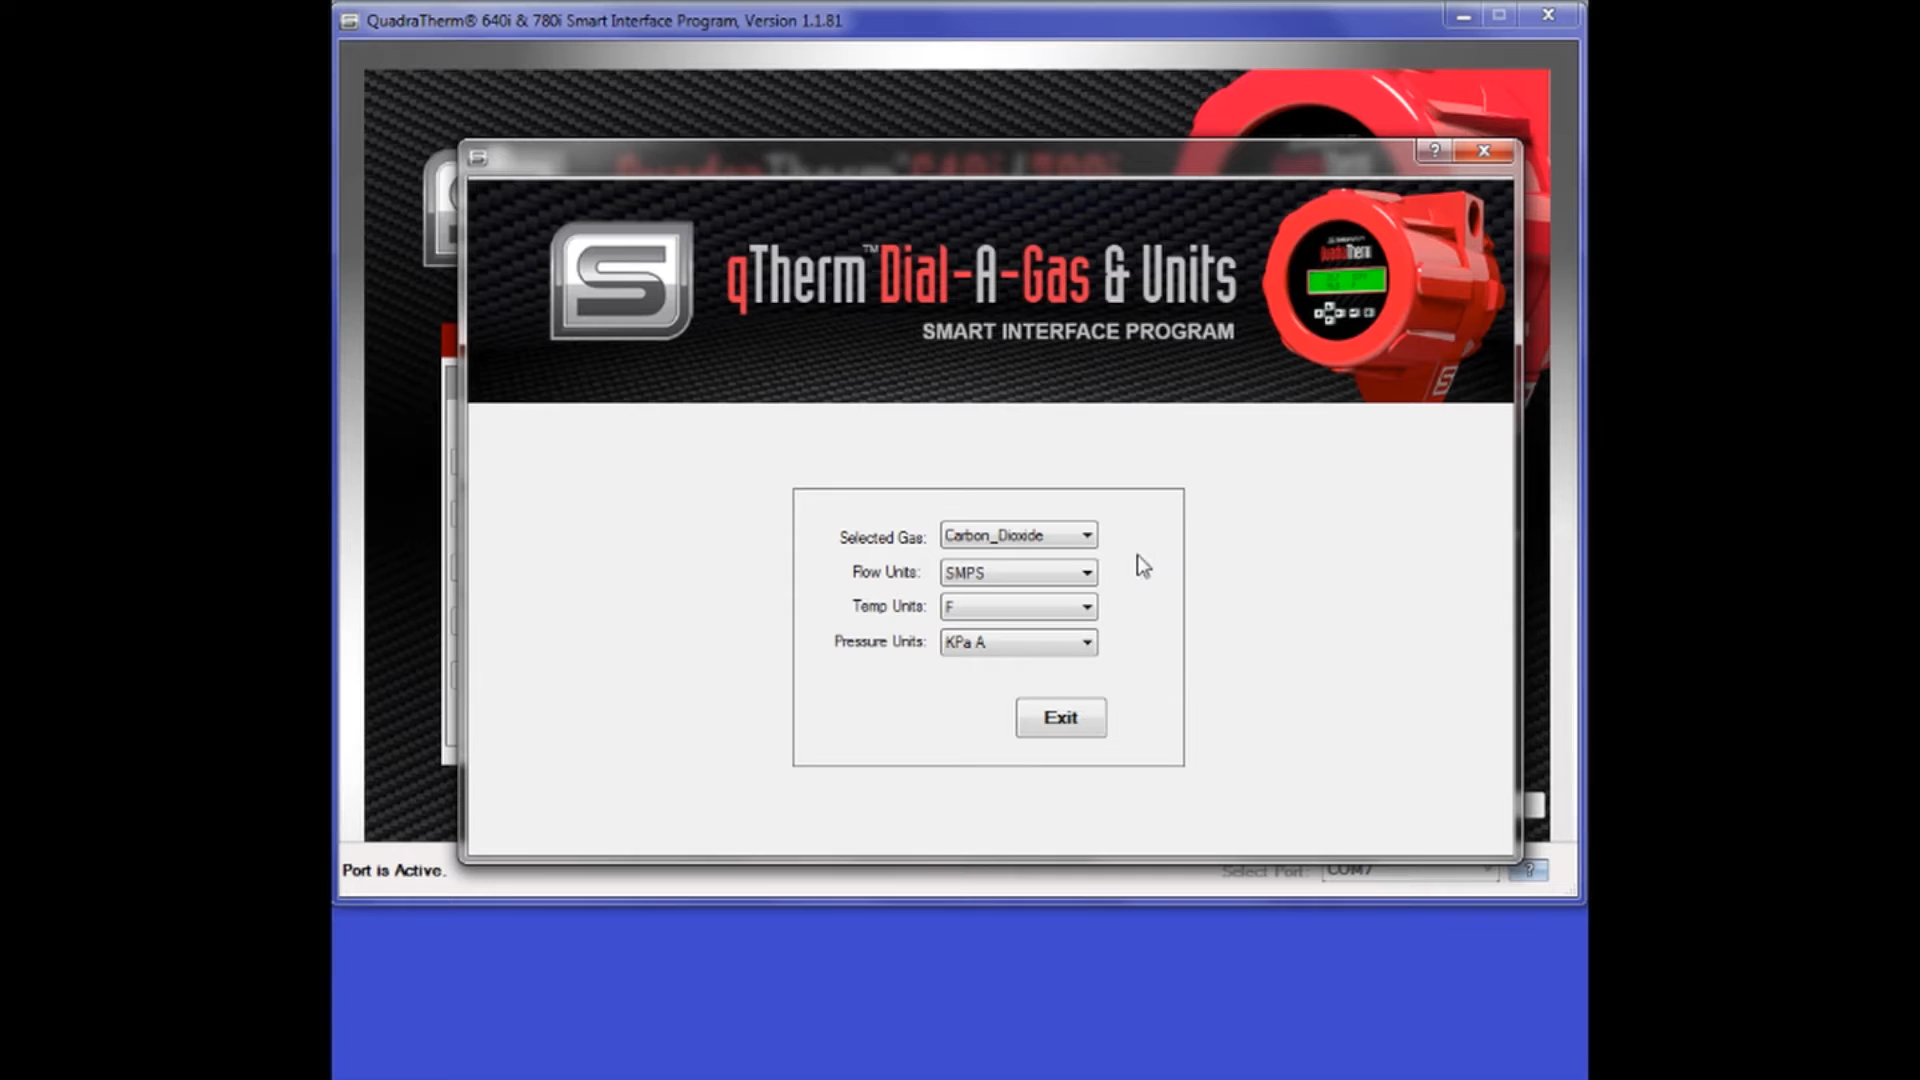 QuadraTherm® 640i & 780i Smart Interface Program, Version 1.1.81
qTherm™ Dial-A-Gas & Units
SMART INTERFACE PROGRAM
QuadraTherm
Selected Gas: Carbon_Dioxide
Flow Units: SMPS
Temp Units: F
Pressure Units: KPa A
Exit
Port is Active.
Select Port: COM7